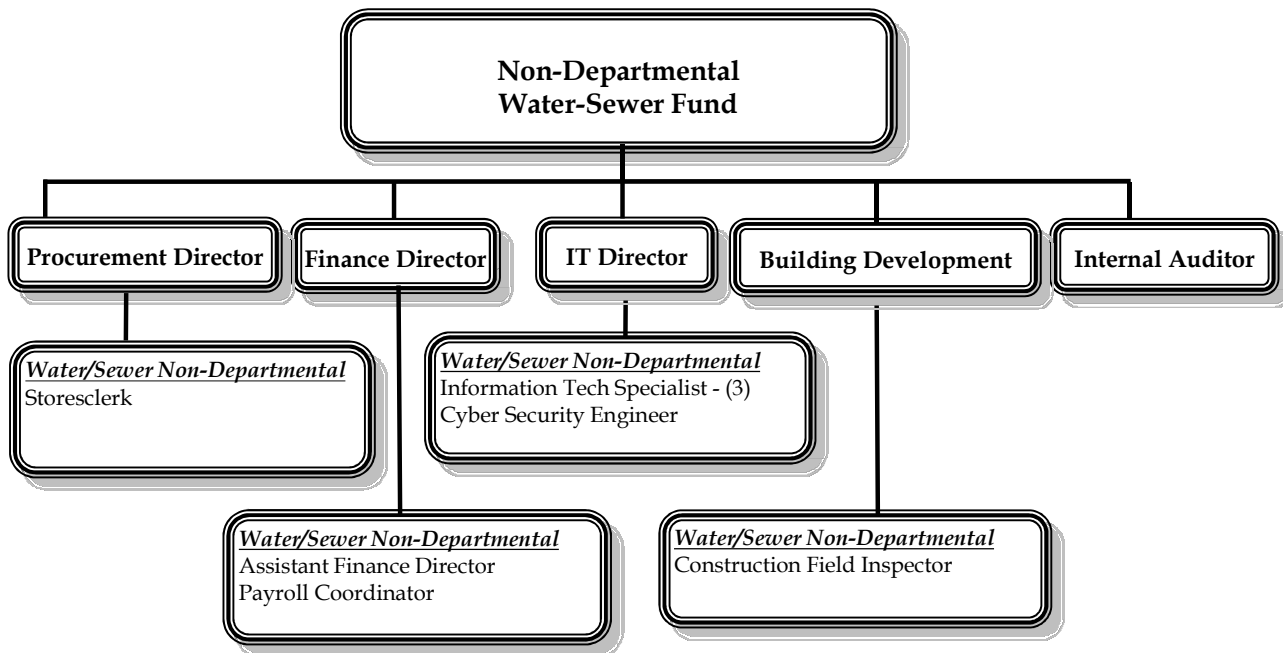 Non-Departmental
Water-Sewer Fund
Procurement Director
Finance Director
IT Director
Building Development
Internal Auditor
Water/Sewer Non-Departmental
Storesclerk
Water/Sewer Non-Departmental
Information Tech Specialist - (3)
Cyber Security Engineer
Water/Sewer Non-Departmental
Assistant Finance Director
Payroll Coordinator
Water/Sewer Non-Departmental
Construction Field Inspector